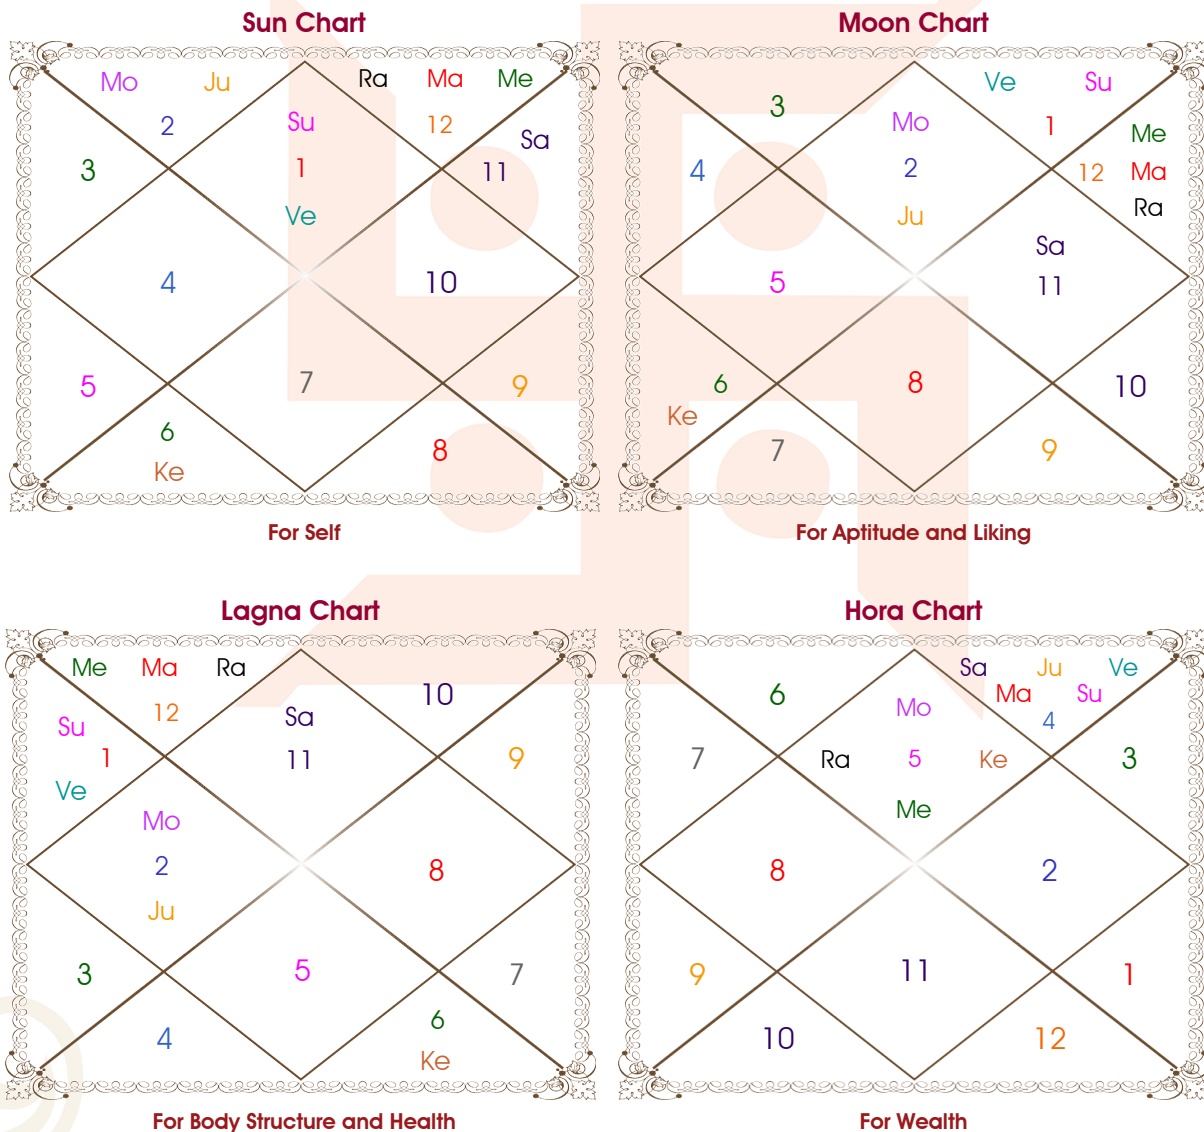 Sun Chart
Mo Ju Ra Ma Me
2 Su 12 Sa
3 1 11
Ve
4 10
5 7 9
6 8
Ke
For Self
Moon Chart
Ve Su
3 Mo 1 Me
4 2 12 Ma
Ju Ra
Sa
5 11
6 8 10
Ke
7 9
For Aptitude and Liking
Lagna Chart
Me Ma Ra 10
12 Sa
Su
1 11 9
Ve
Mo
2 8
Ju
3 5 7
4 6
Ke
For Body Structure and Health
Hora Chart
Sa Ju Ve
6 Mo Ma Su
4
7 Ra 5 Ke 3
Me
8 2
9 11 1
10 12
For Wealth